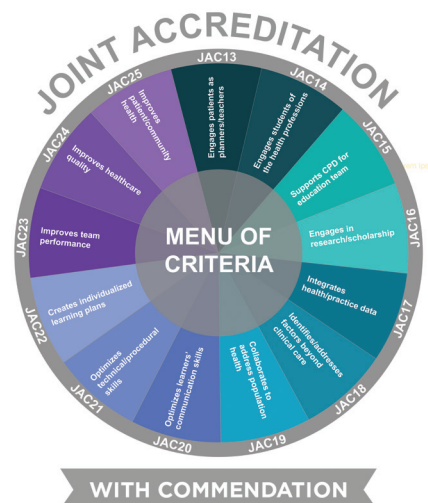 JOINT ACCREDITATION
JAC13
Engages patients as
planners/teachers
JAC14
Engages students of
the health professions
JAC15
Supports CPD for
education team
JAC16
Engages in
research/scholarship
JAC17
Integrates
health/practice data
JAC18
Identifies/addresses
factors beyond
clinical care
JAC19
Collaborates to
address population
health
JAC20
Optimizes learners'
communication skills
JAC21
Optimizes
technical/procedural
skills
JAC22
Creates individualized
learning plans
JAC23
Improves team
performance
JAC24
Improves healthcare
quality
JAC25
Improves
patient/community
health
MENU OF
CRITERIA
WITH COMMENDATION